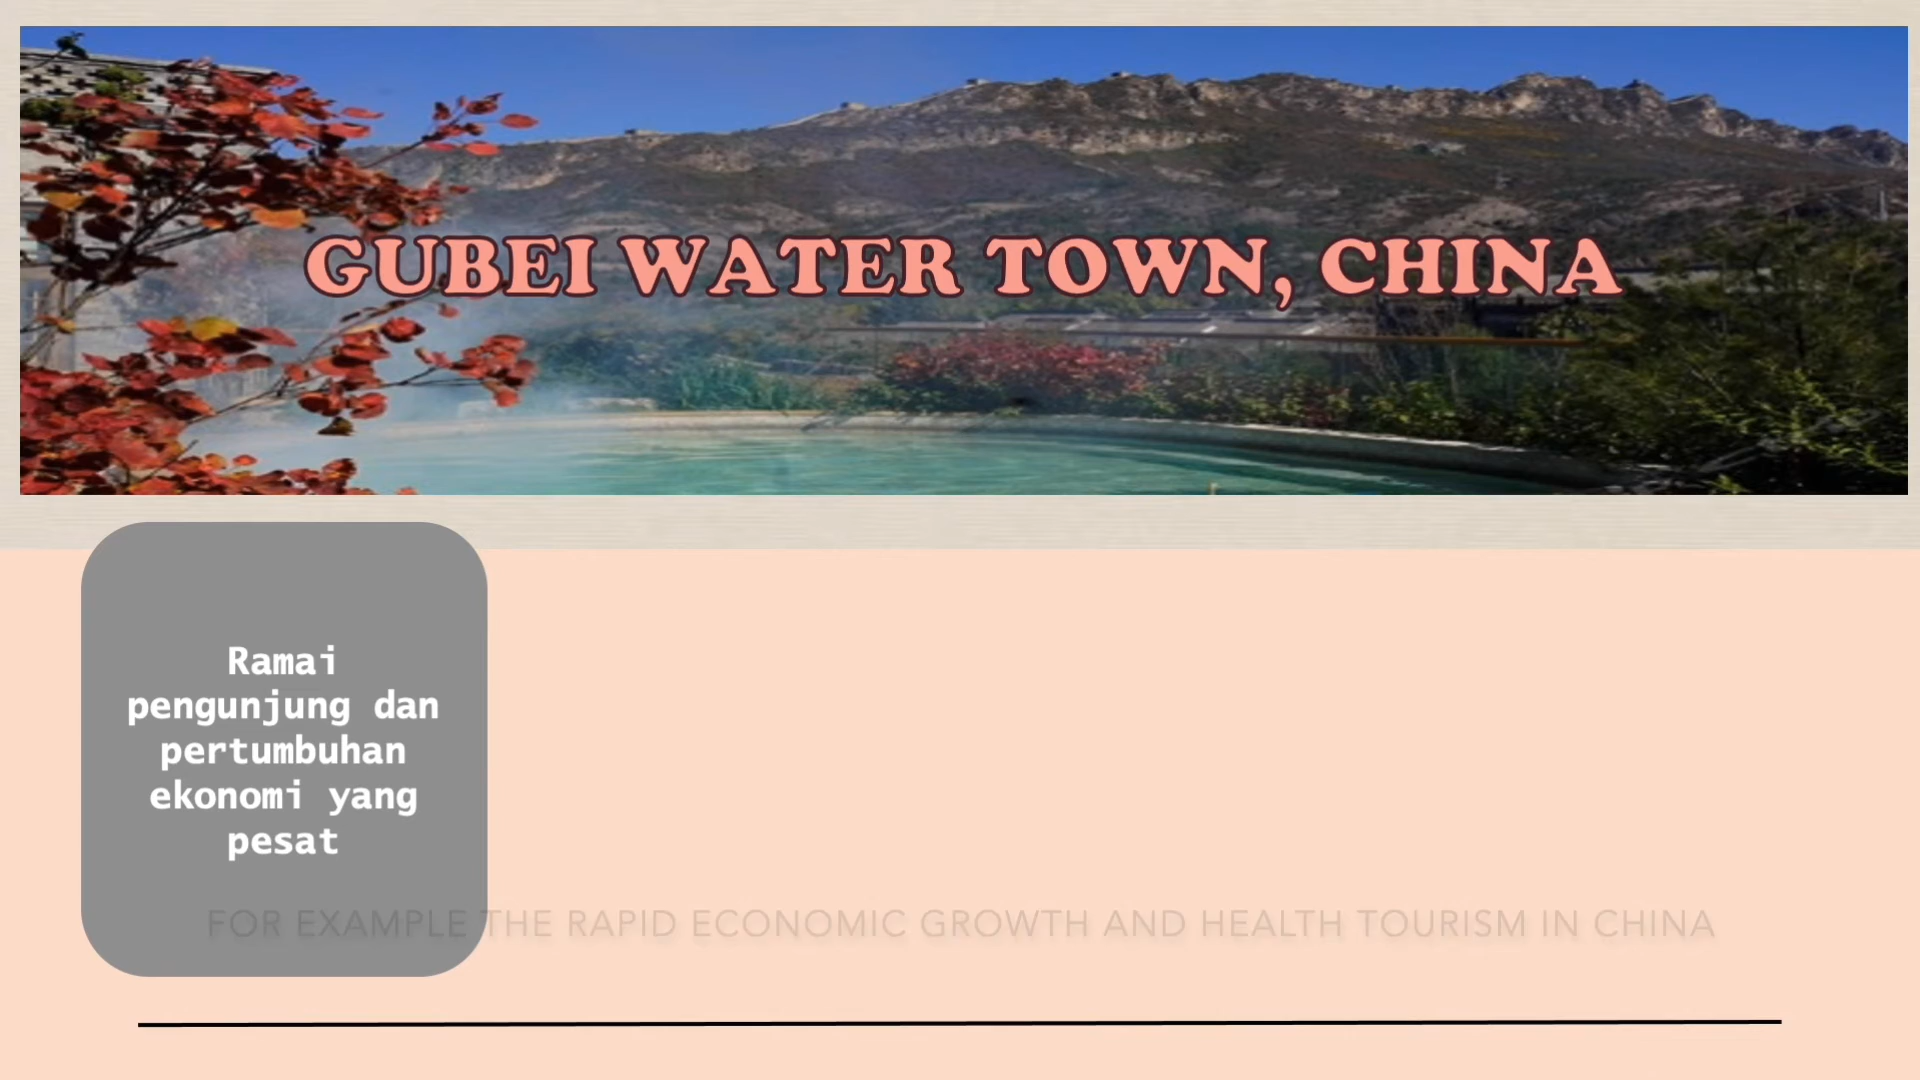 GUBEI WATER TOWN, CHINA
Ramai
pengunjung dan
pertumbuhan
ekonomi yang
pesat
FOR EXAMPLE THE RAPID ECONOMIC GROWTH AND HEALTH TOURISM IN CHINA